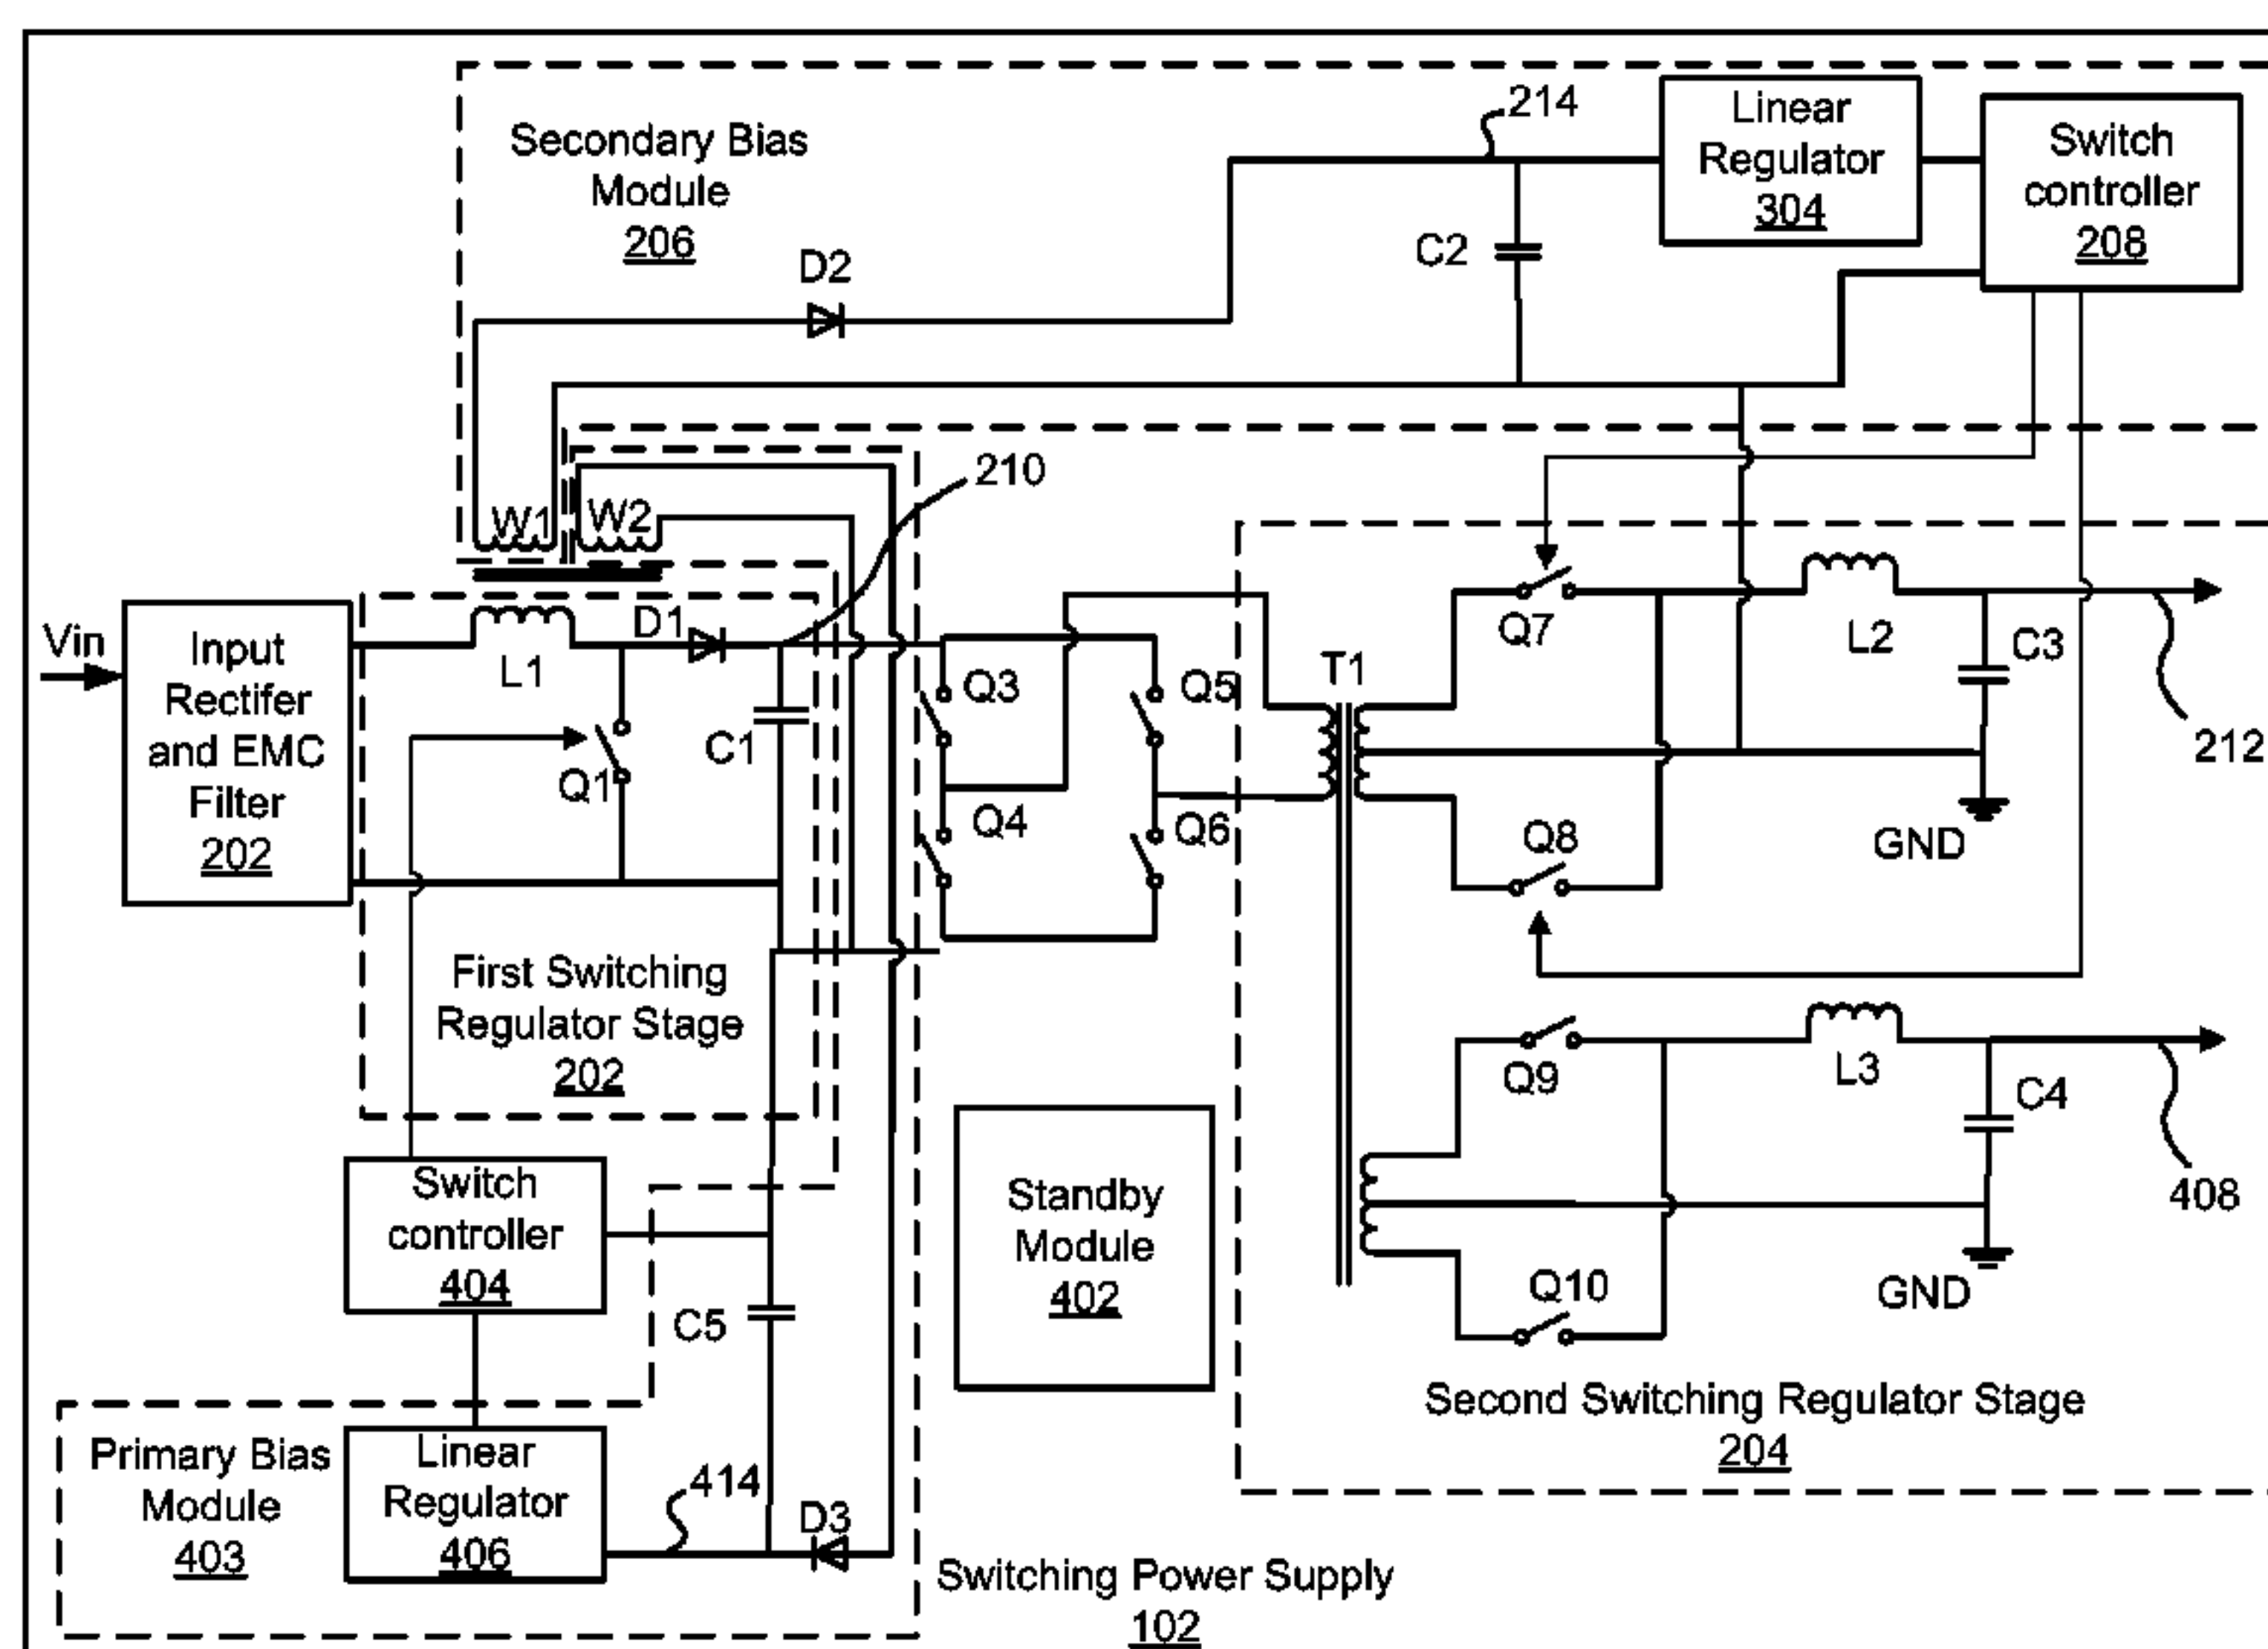 Secondary Bias
Module
206
D2
214
C2
Linear
Regulator
304
Switch
controller
208
W1
W2
210
Vin
Input
Rectifer
and EMC
Filter
202
L1
D1
Q1
C1
Q3
Q5
Q4
Q6
T1
Q7
L2
C3
212
Q8
GND
First Switching
Regulator Stage
202
Q9
L3
C4
408
Q10
GND
Switch
controller
404
C5
Standby
Module
402
Second Switching Regulator Stage
204
Primary Bias
Module
403
Linear
Regulator
406
414
D3
Switching Power Supply
102